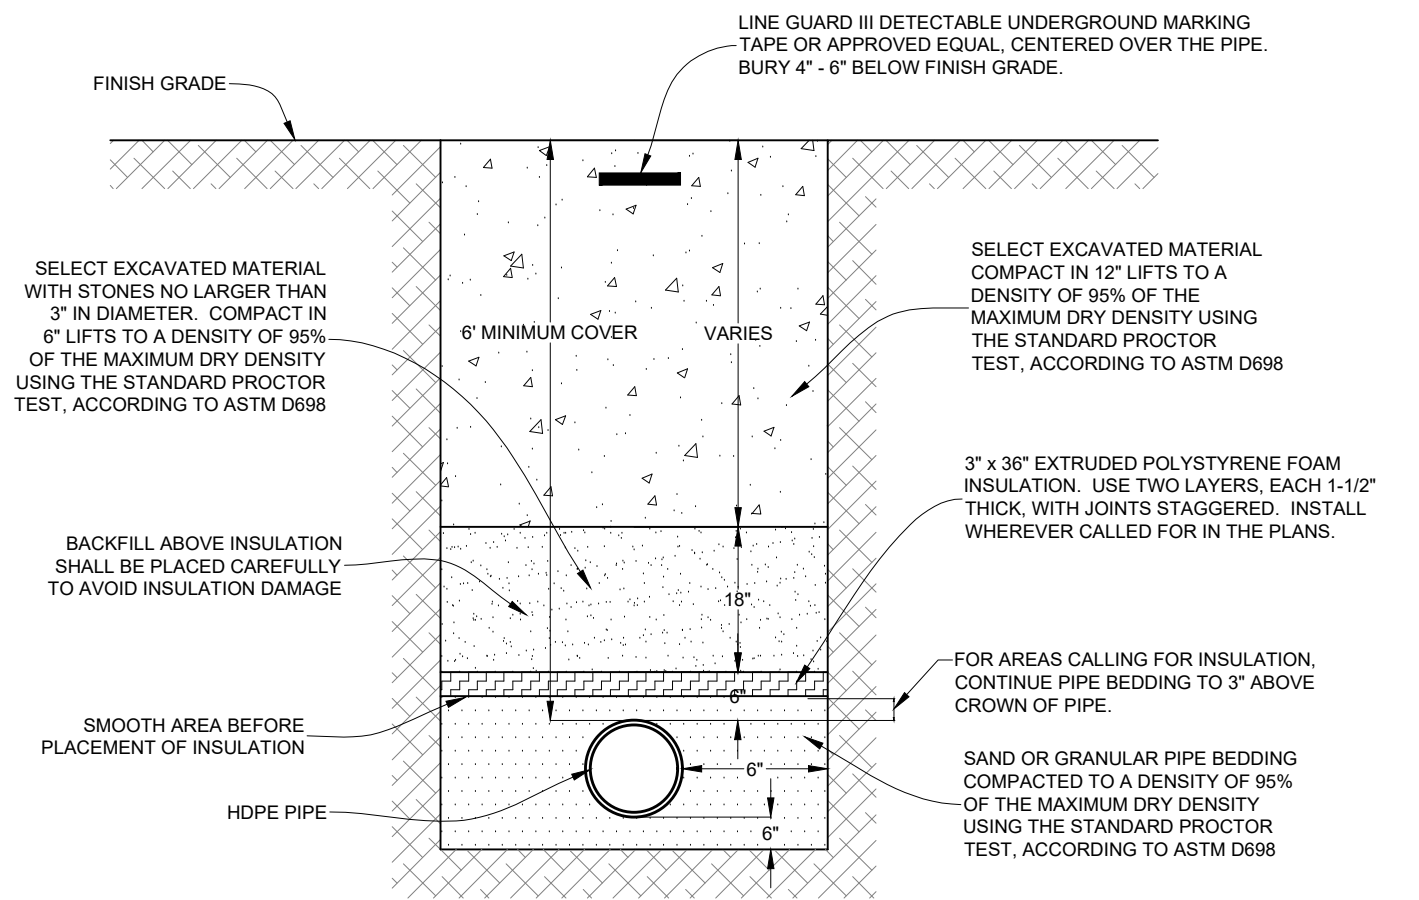 LINE GUARD III DETECTABLE UNDERGROUND MARKING
TAPE OR APPROVED EQUAL, CENTERED OVER THE PIPE.
BURY 4" - 6" BELOW FINISH GRADE.
FINISH GRADE
SELECT EXCAVATED MATERIAL
WITH STONES NO LARGER THAN
3" IN DIAMETER.  COMPACT IN
6" LIFTS TO A DENSITY OF 95%
OF THE MAXIMUM DRY DENSITY
USING THE STANDARD PROCTOR
TEST, ACCORDING TO ASTM D698
6' MINIMUM COVER
VARIES
SELECT EXCAVATED MATERIAL
COMPACT IN 12" LIFTS TO A
DENSITY OF 95% OF THE
MAXIMUM DRY DENSITY USING
THE STANDARD PROCTOR
TEST, ACCORDING TO ASTM D698
3" x 36" EXTRUDED POLYSTYRENE FOAM
INSULATION.  USE TWO LAYERS, EACH 1-1/2"
THICK, WITH JOINTS STAGGERED.  INSTALL
WHEREVER CALLED FOR IN THE PLANS.
BACKFILL ABOVE INSULATION
SHALL BE PLACED CAREFULLY
TO AVOID INSULATION DAMAGE
18"
FOR AREAS CALLING FOR INSULATION,
CONTINUE PIPE BEDDING TO 3" ABOVE
CROWN OF PIPE.
6"
SMOOTH AREA BEFORE
PLACEMENT OF INSULATION
6"
SAND OR GRANULAR PIPE BEDDING
COMPACTED TO A DENSITY OF 95%
OF THE MAXIMUM DRY DENSITY
USING THE STANDARD PROCTOR
TEST, ACCORDING TO ASTM D698
HDPE PIPE
6"